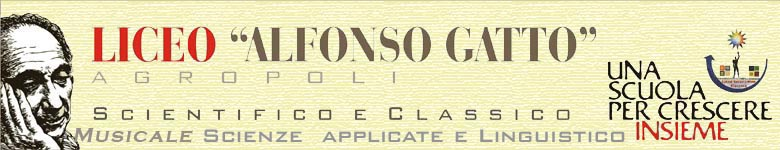 LICEO “ALFONSO GATTO”
AGROPOLI
SCIENTIFICO E CLASSICO
MUSICALE SCIENZE APPLICATE E LINGUISTICO
UNA
SCUOLA
PER CRESCERE
INSIEME